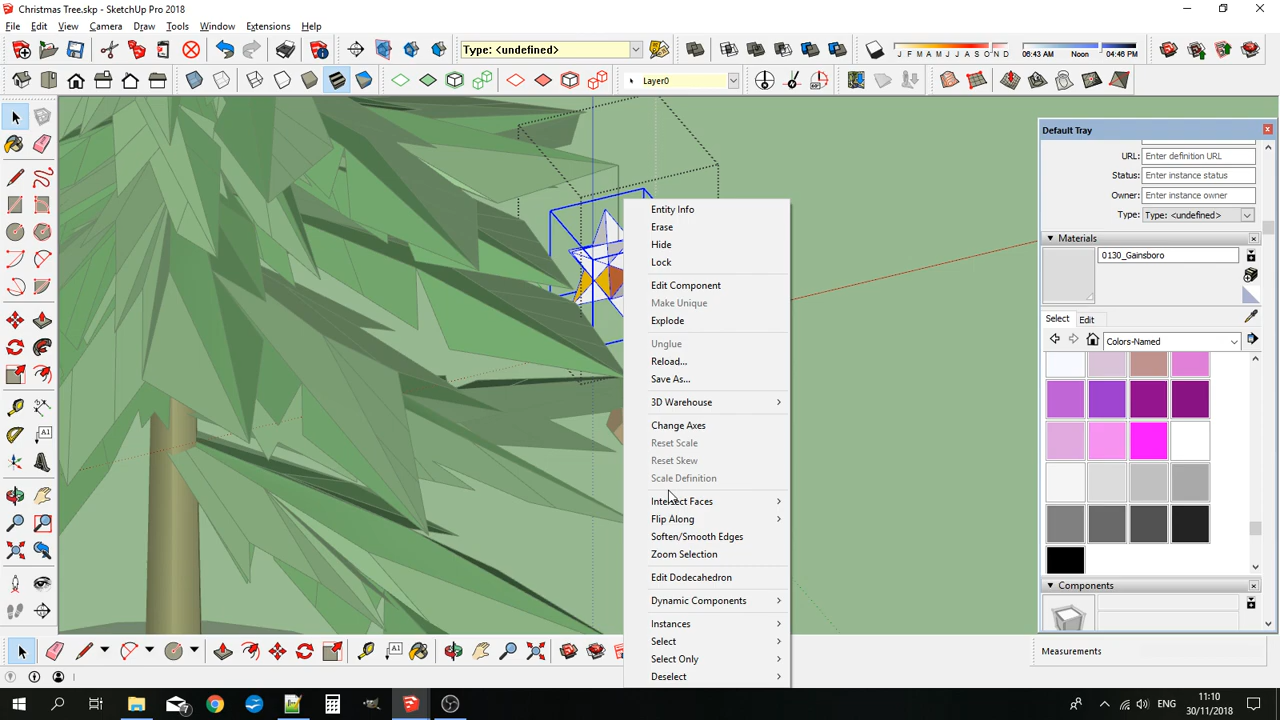 Christmas Tree.skp - SketchUp Pro 2018
File Edit View Camera Draw Tools Window Extensions Help
Type: <undefined>
J F M A M J J A S O N D
06:43 AM Noon 04:46 PM
Layer0
Default Tray
URL: Enter definition URL
Status: Enter instance status
Owner: Enter instance owner
Type: Type: <undefined>
Materials
0130_Gainsboro
Select Edit
Colors-Named
Components
Measurements
Entity Info
Erase
Hide
Lock
Edit Component
Make Unique
Explode
Unglue
Reload...
Save As...
3D Warehouse
Change Axes
Reset Scale
Reset Skew
Scale Definition
Intersect Faces
Flip Along
Soften/Smooth Edges
Zoom Selection
Edit Dodecahedron
Dynamic Components
Instances
Select
Select Only
Deselect
7
ENG
11:10
30/11/2018